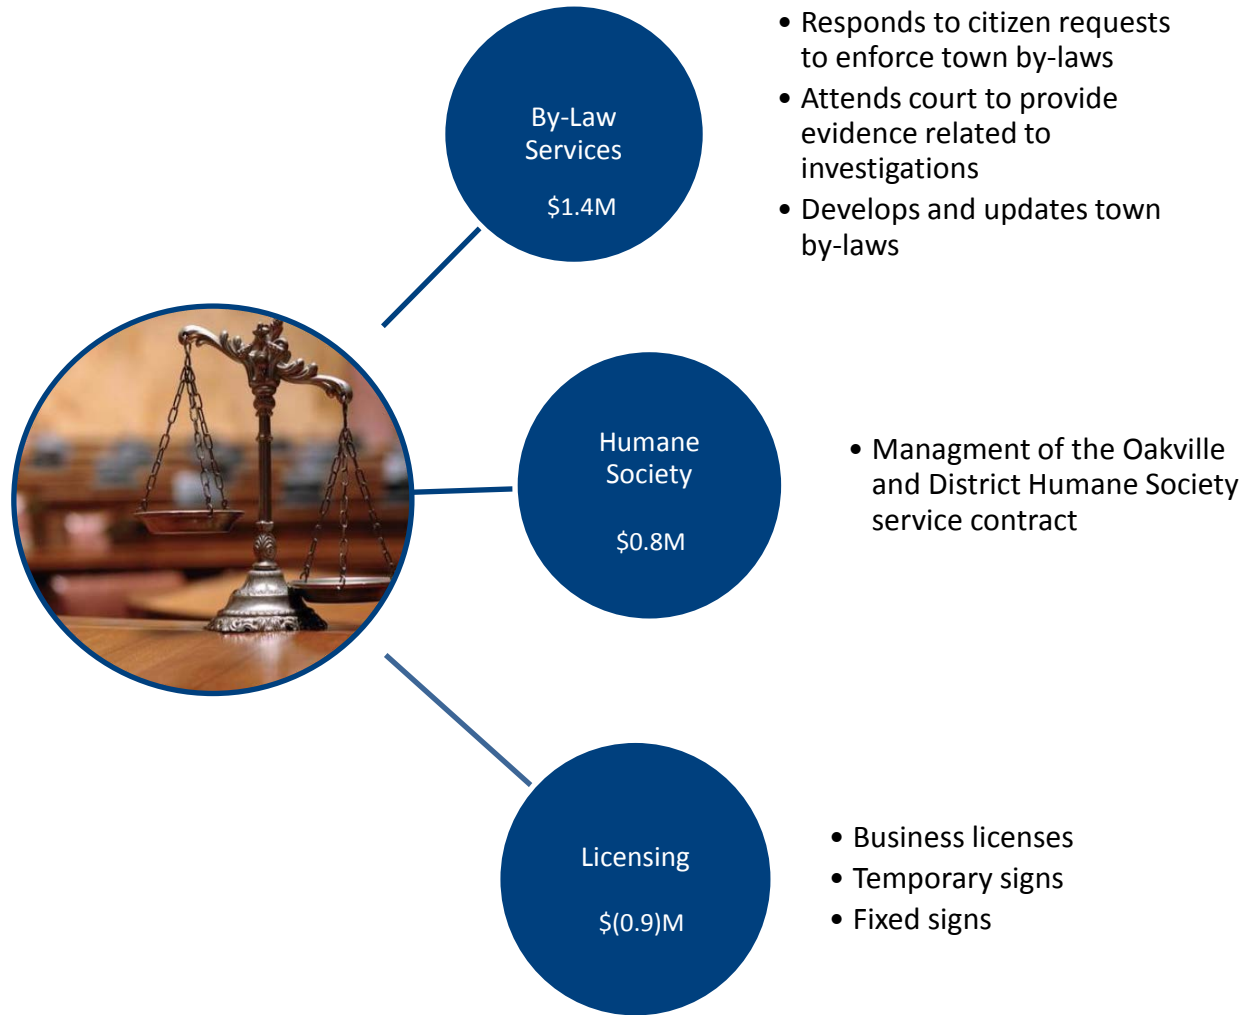 By-Law
Services
$1.4M
• Responds to citizen requests
to enforce town by-laws
• Attends court to provide
evidence related to
investigations
• Develops and updates town
by-laws
Humane
Society
$0.8M
• Managment of the Oakville
and District Humane Society
service contract
Licensing
$(0.9)M
• Business licenses
• Temporary signs
• Fixed signs